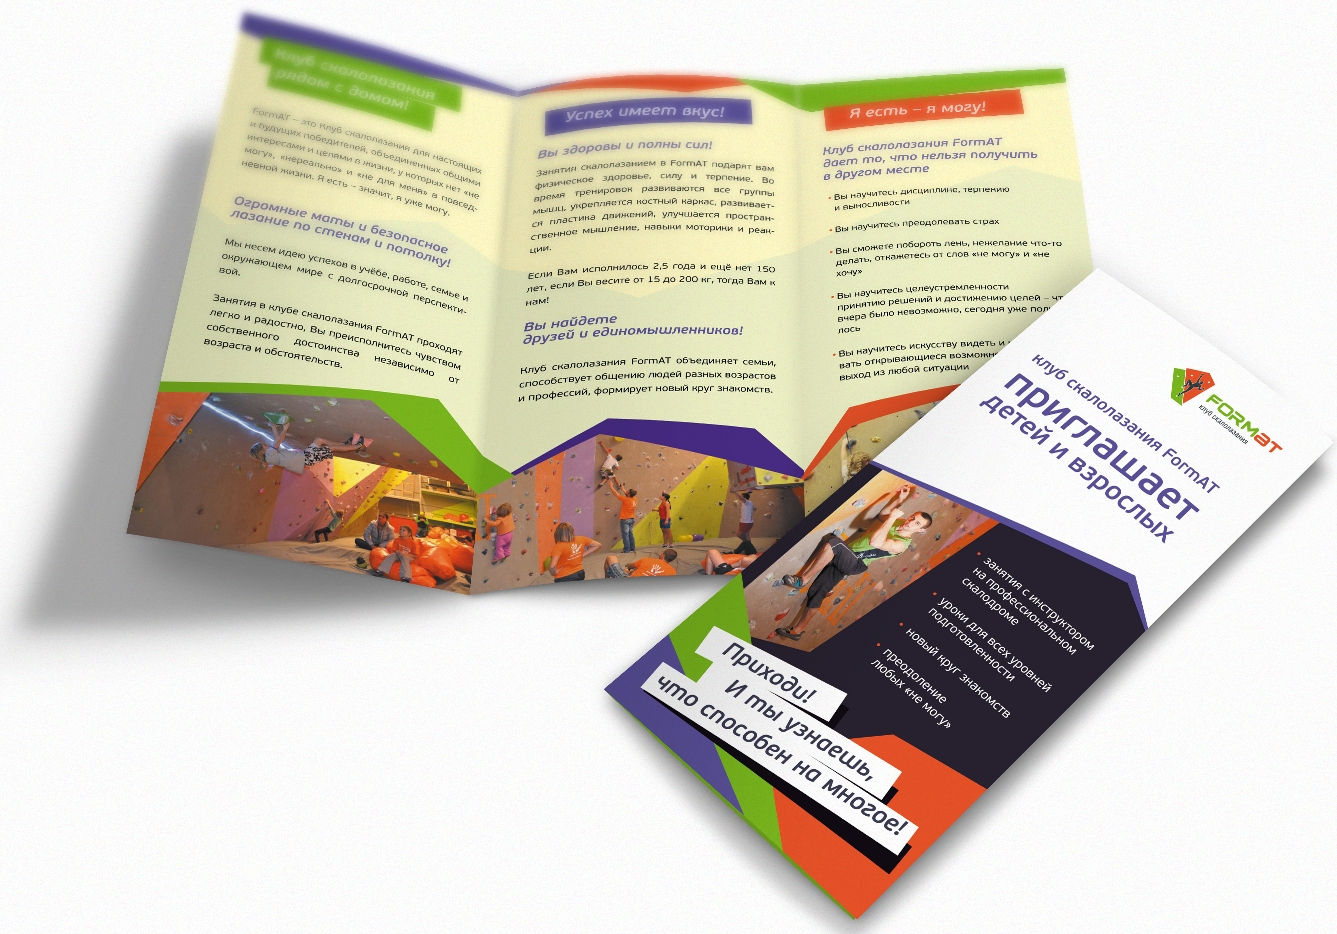 Клуб скалолазания
рядом с домом!
FormAT – это Клуб скалолазания для настоящих
и будущих победителей, объединенных общими
интересами и целями в жизни, у которых нет «не
могу», «нереально» и «не для меня» в повсед-
невной жизни. Я есть – значит, я уже могу.
Огромные маты и безопасное
лазание по стенам и потолку!
Мы несем идею успехов в учёбе, работе, семье и
окружающем мире с долгосрочной перспекти-
вой.
Занятия в клубе скалолазания FormAT проходят
легко и радостно, Вы преисполнитесь чувством
собственного достоинства независимо от
возраста и обстоятельств.
Успех имеет вкус!
Вы здоровы и полны сил!
Занятия скалолазанием в FormAT подарят вам
физическое здоровье, силу и терпение. Во
время тренировок развиваются все группы
мышц, укрепляется костный каркас, развивает-
ся пластика движений, улучшается простран-
ственное мышление, навыки моторики и реак-
ции.
Если Вам исполнилось 2,5 года и ещё нет 150
лет, если Вы весите от 15 до 200 кг, тогда Вам к
нам!
Вы найдете
друзей и единомышленников!
Клуб скалолазания FormAT объединяет семьи,
способствует общению людей разных возрастов
и профессий, формирует новый круг знакомств.
Я есть – я могу!
Клуб скалолазания FormAT
дает то, что нельзя получить
в другом месте
• Вы научитесь дисциплине, терпению
и выносливости
• Вы научитесь преодолевать страх
• Вы сможете побороть лень, нежелание что-то
делать, откажетесь от слов «не могу» и «не
хочу»
• Вы научитесь целеустремленности
принятию решений и достижению целей – чт
вчера было невозможно, сегодня уже пол
лось
• Вы научитесь искусству видеть и
вать открывающиеся возможн
выход из любой ситуации
FORMAT
клуб скалолазания
клуб скалолазания FormAT
приглашает
детей и взрослых
• занятия с инструктором
на профессиональном
скалодроме
• уроки для всех уровней
подготовленности
• новый круг знакомств
• преодоление
любых «не могу»
Приходи!
И ты узнаешь,
что способен на многое!